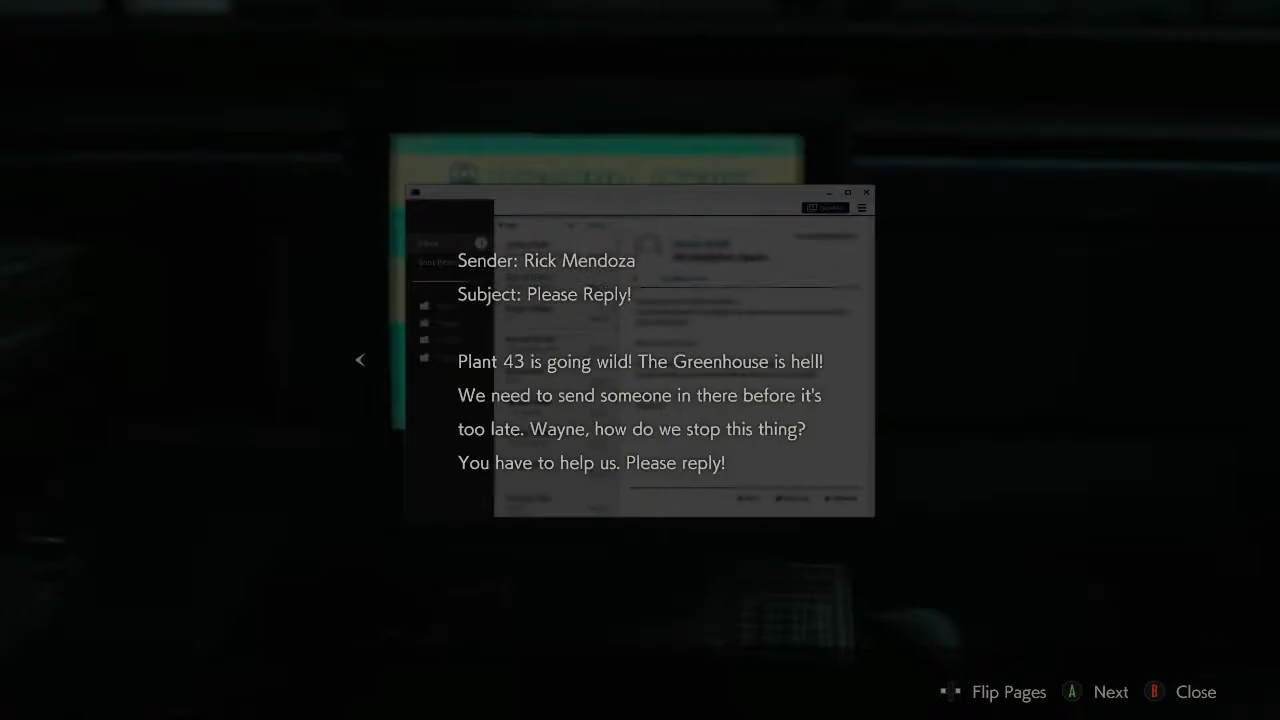 Sender: Rick Mendoza
Subject: Please Reply!
Plant 43 is going wild! The Greenhouse is hell!
We need to send someone in there before it's
too late. Wayne, how do we stop this thing?
You have to help us. Please reply!
Flip Pages A Next B Close